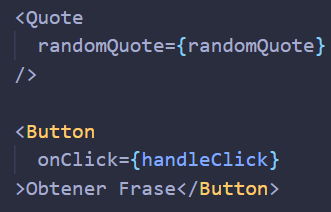 <Quote
  randomQuote={randomQuote}
/>

<Button
  onClick={handleClick}
>Obtener Frase</Button>